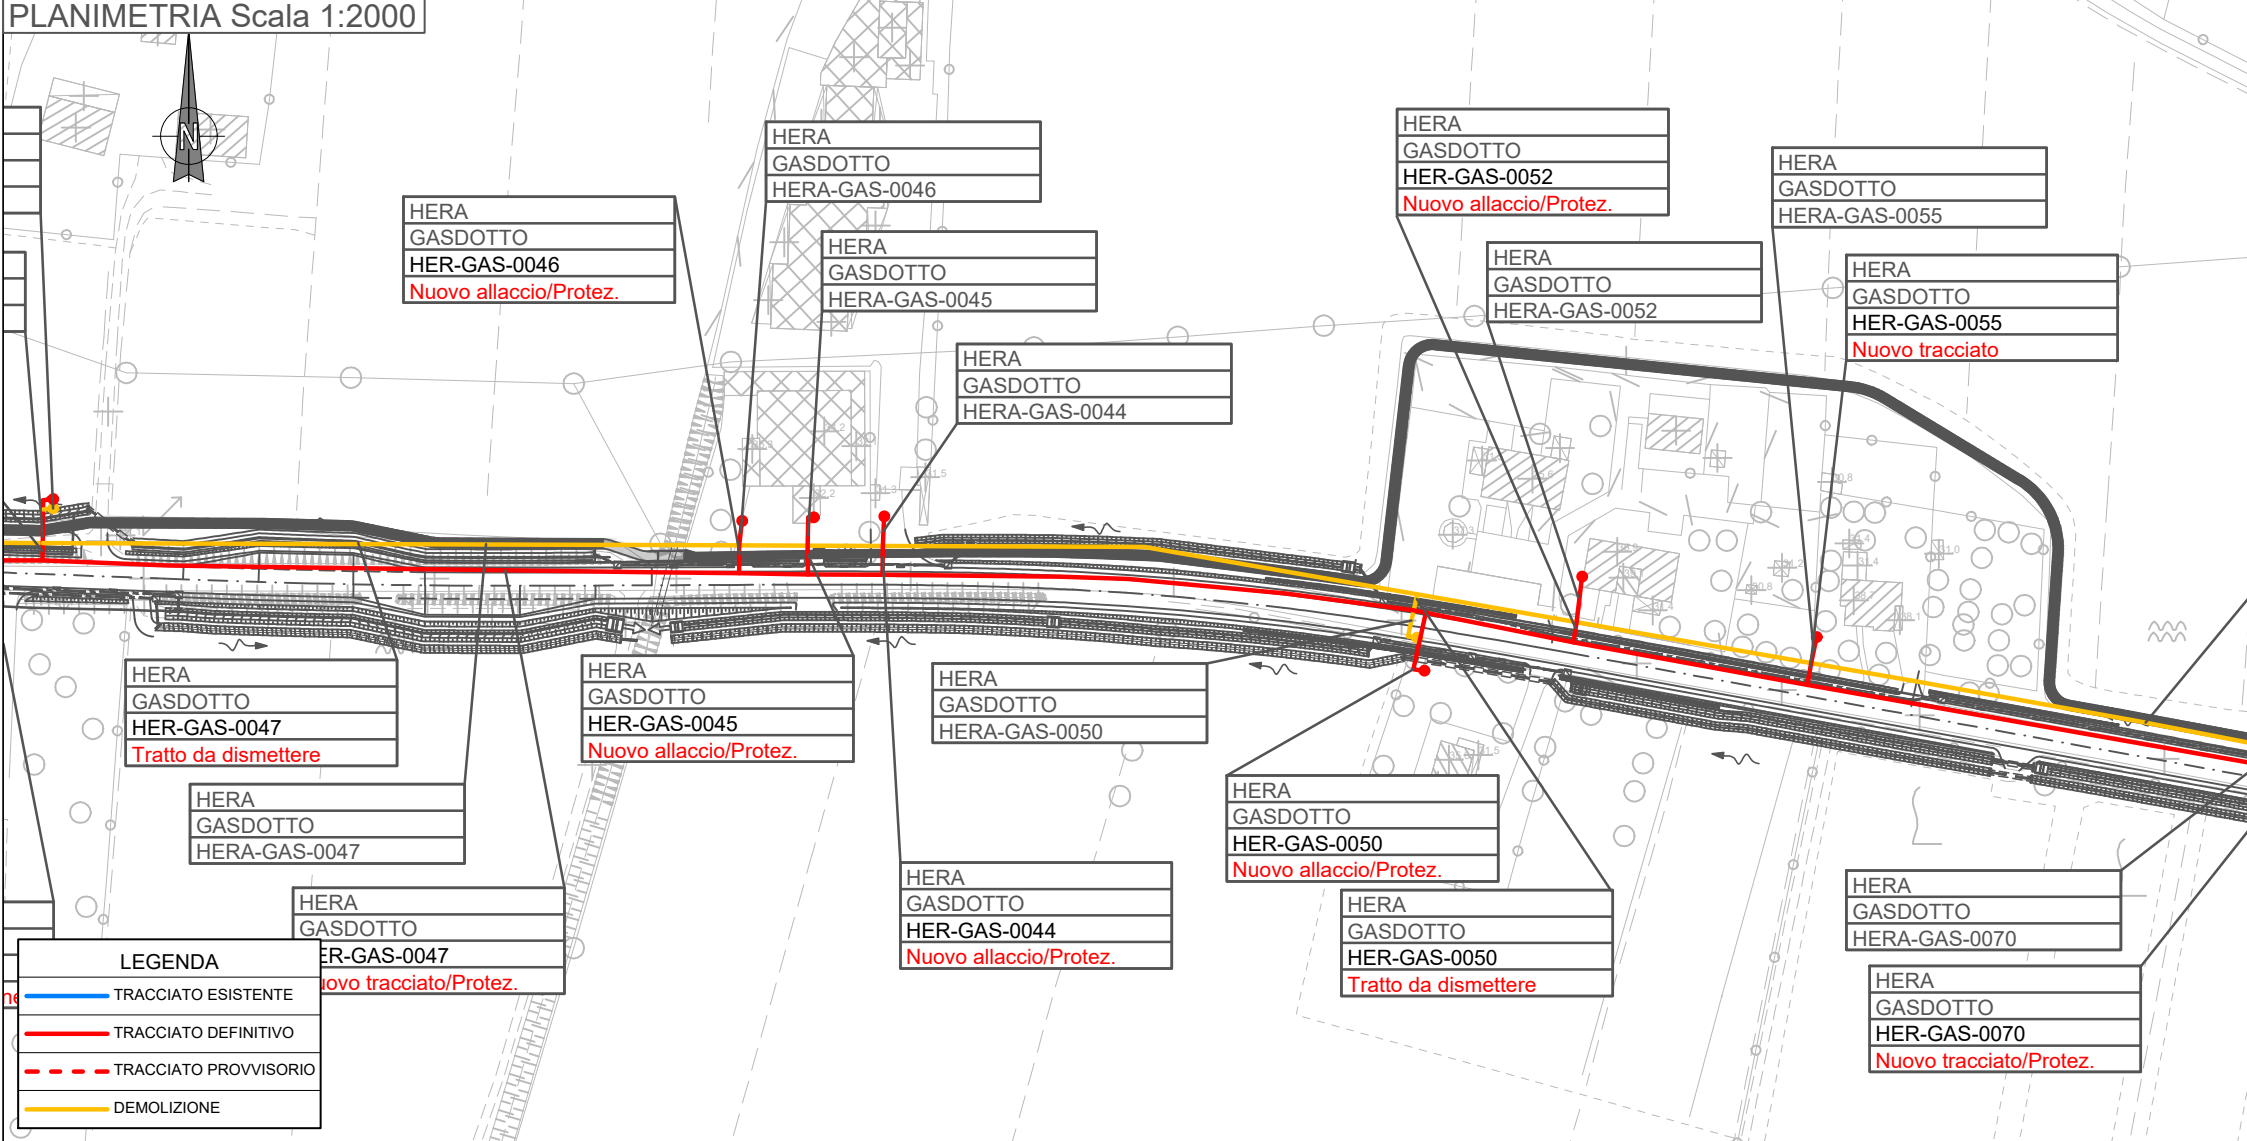 PLANIMETRIA Scala 1:2000
N
HERA
GASDOTTO
HERA-GAS-0046
HERA
GASDOTTO
HER-GAS-0052
Nuovo allaccio/Protez.
HERA
GASDOTTO
HERA-GAS-0055
HERA
GASDOTTO
HER-GAS-0046
Nuovo allaccio/Protez.
HERA
GASDOTTO
HERA-GAS-0045
HERA
GASDOTTO
HERA-GAS-0052
HERA
GASDOTTO
HER-GAS-0055
Nuovo tracciato
HERA
GASDOTTO
HERA-GAS-0044
HERA
GASDOTTO
HER-GAS-0047
Tratto da dismettere
HERA
GASDOTTO
HER-GAS-0045
Nuovo allaccio/Protez.
HERA
GASDOTTO
HERA-GAS-0050
HERA
GASDOTTO
HERA-GAS-0047
HERA
GASDOTTO
HER-GAS-0050
Nuovo allaccio/Protez.
HERA
GASDOTTO
HER-GAS-0044
Nuovo allaccio/Protez.
HERA
GASDOTTO
HERA-GAS-0070
HERA
GASDOTTO
ER-GAS-0047
uovo tracciato/Protez.
HERA
GASDOTTO
HER-GAS-0050
Tratto da dismettere
HERA
GASDOTTO
HER-GAS-0070
Nuovo tracciato/Protez.
LEGENDA
TRACCIATO ESISTENTE
TRACCIATO DEFINITIVO
TRACCIATO PROVVISORIO
DEMOLIZIONE